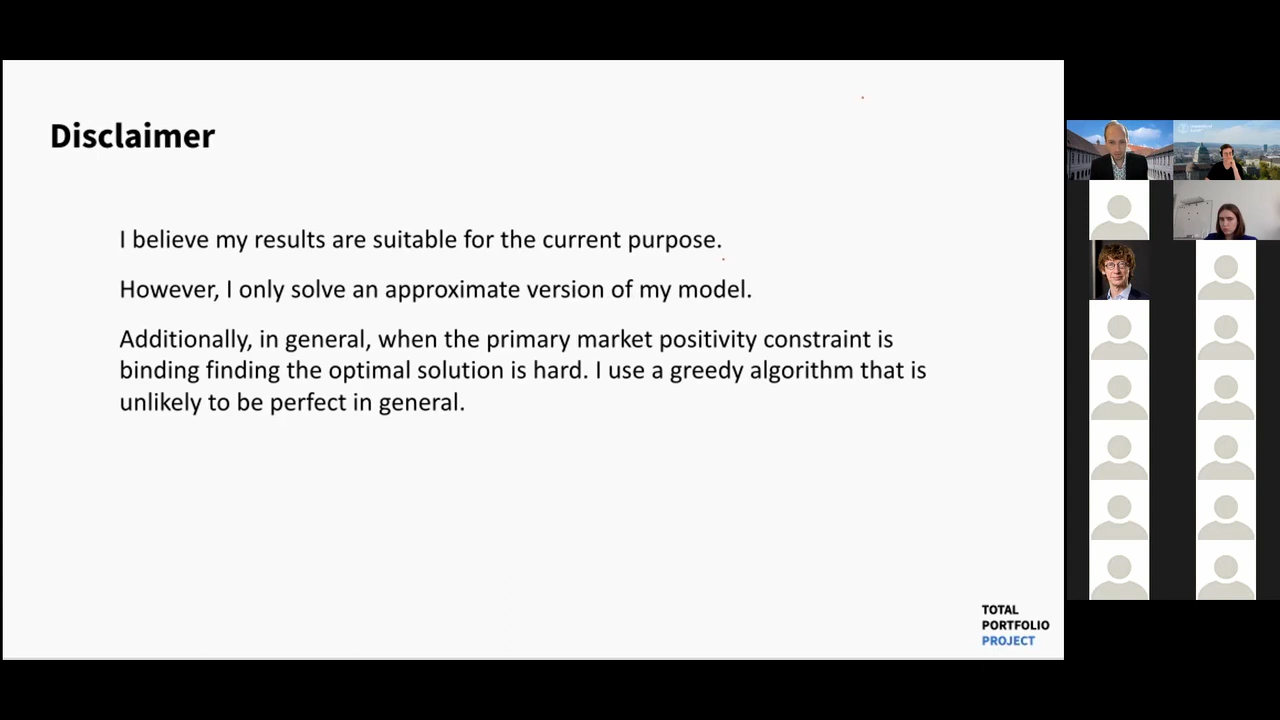 Disclaimer
I believe my results are suitable for the current purpose.
However, I only solve an approximate version of my model.
Additionally, in general, when the primary market positivity constraint is
binding finding the optimal solution is hard. I use a greedy algorithm that is
unlikely to be perfect in general.
TOTAL
PORTFOLIO
PROJECT